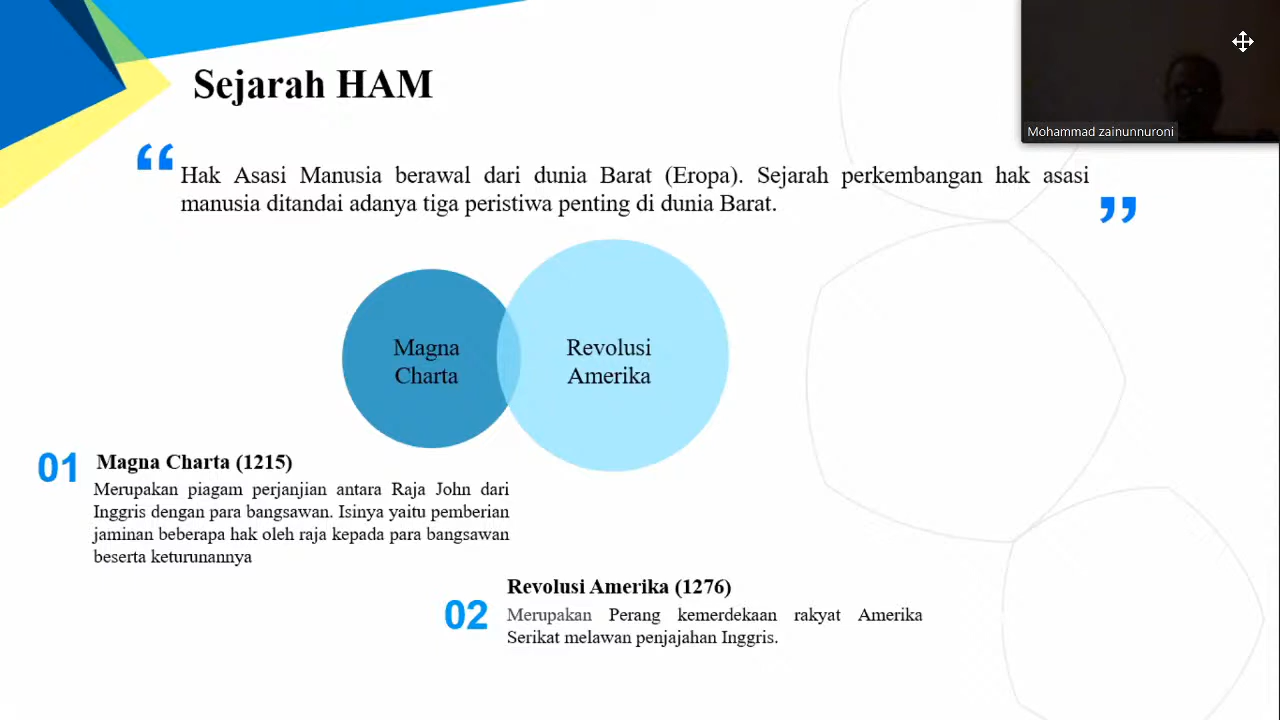 Sejarah HAM
Mohammad zainunnuroni
“
Hak Asasi Manusia berawal dari dunia Barat (Eropa). Sejarah perkembangan hak asasi
manusia ditandai adanya tiga peristiwa penting di dunia Barat.
”
Magna
Charta
Revolusi
Amerika
01
Magna Charta (1215)
Merupakan piagam perjanjian antara Raja John dari
Inggris dengan para bangsawan. Isinya yaitu pemberian
jaminan beberapa hak oleh raja kepada para bangsawan
beserta keturunannya
02
Revolusi Amerika (1276)
Merupakan Perang kemerdekaan rakyat Amerika
Serikat melawan penjajahan Inggris.